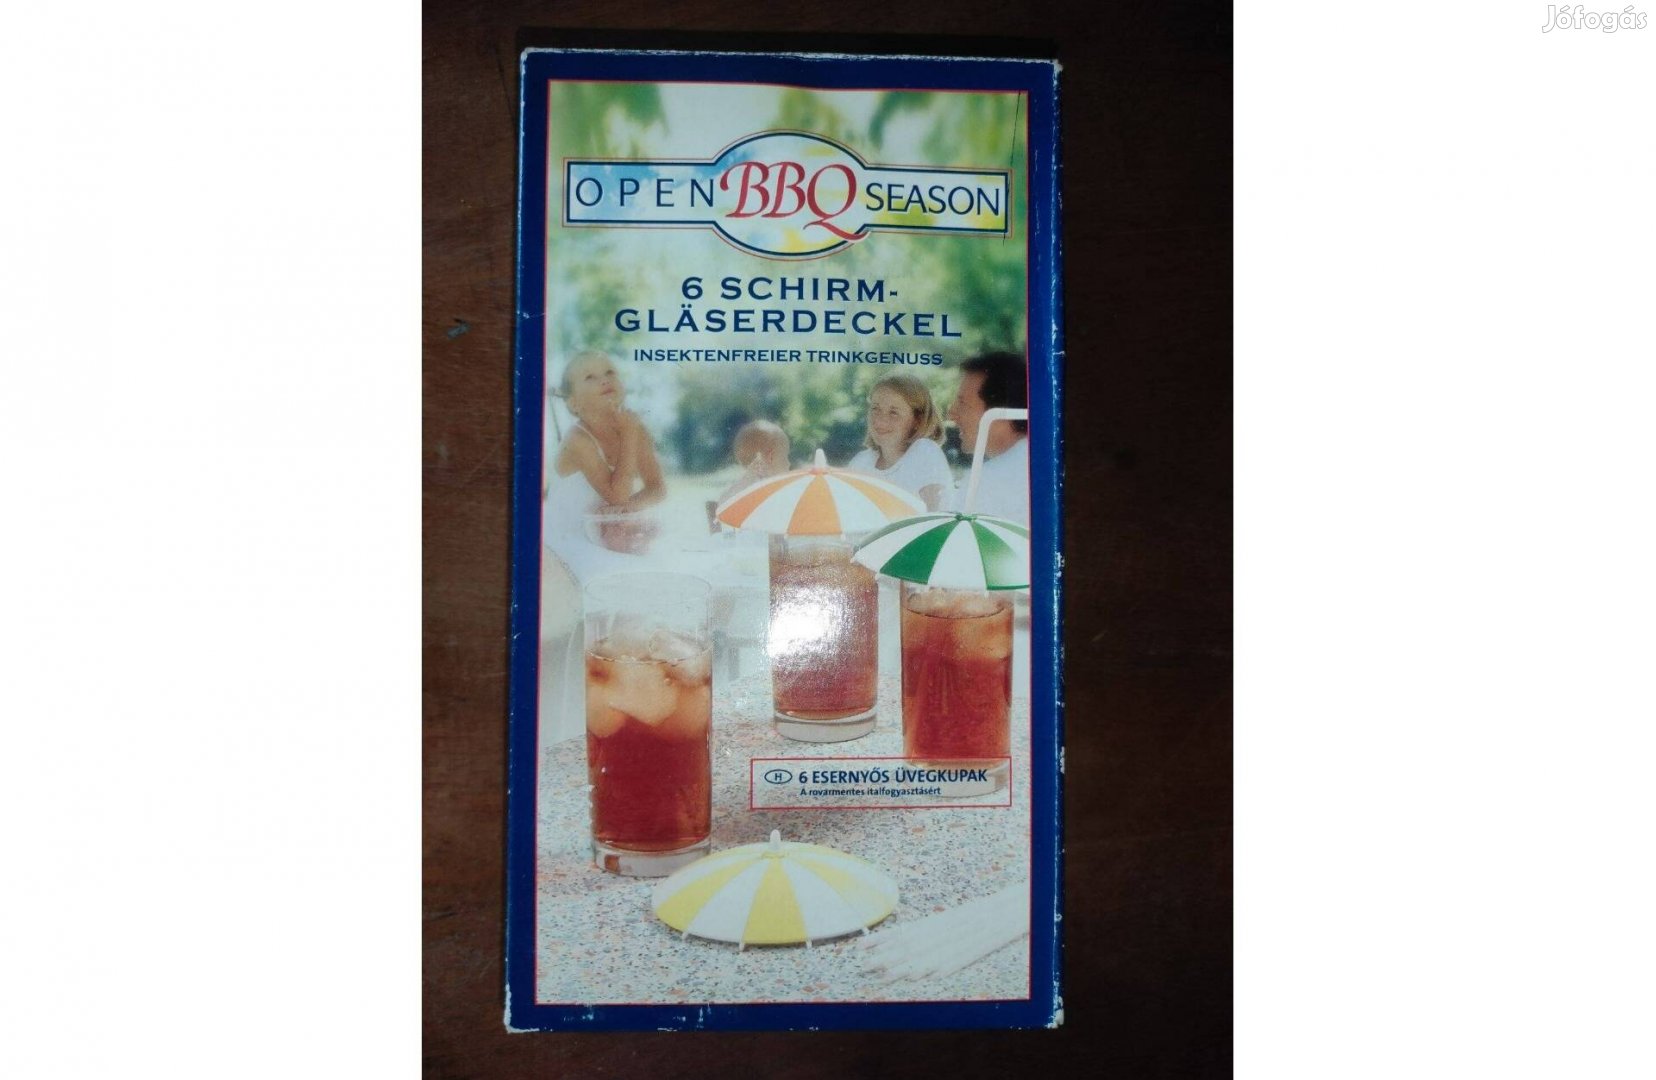 Jófogás
OPEN BBQ SEASON
6 SCHIRM-
GLÄSERDECKEL
INSEKTENFREIER TRINKGENUSS
H 6 ESERNYŐS ÜVEGKUPAK
A rovarmentes italfogyasztásért